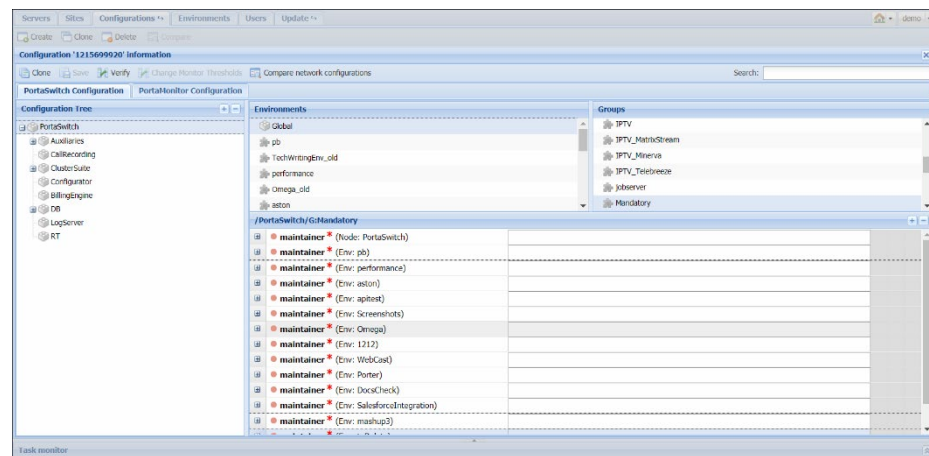 Servers Sites Configurations Environments Users Update
demo
Create Clone Delete Compare
Configuration '1215699920' information
Clone Save Verify Change Monitor Thresholds Compare network configurations Search:
PortaSwitch Configuration PortaMonitor Configuration
Configuration Tree
PortaSwitch
Auxiliaries
CallRecording
ClusterSuite
Configurator
BillingEngine
DB
LogServer
RT
Environments
Global
pb
TechWritingEnv_old
performance
Omega_old
aston
Groups
IPTV
IPTV_MatrixStream
IPTV_Minerva
IPTV_Telebreeze
jobserver
Mandatory
/PortaSwitch/G:Mandatory
maintainer * (Node: PortaSwitch)
maintainer * (Env: pb)
maintainer * (Env: performance)
maintainer * (Env: aston)
maintainer * (Env: apitest)
maintainer * (Env: Screenshots)
maintainer * (Env: Omega)
maintainer * (Env: 1212)
maintainer * (Env: WebCast)
maintainer * (Env: Porter)
maintainer * (Env: DocsCheck)
maintainer * (Env: SalesforceIntegration)
maintainer * (Env: mashup3)
Task monitor